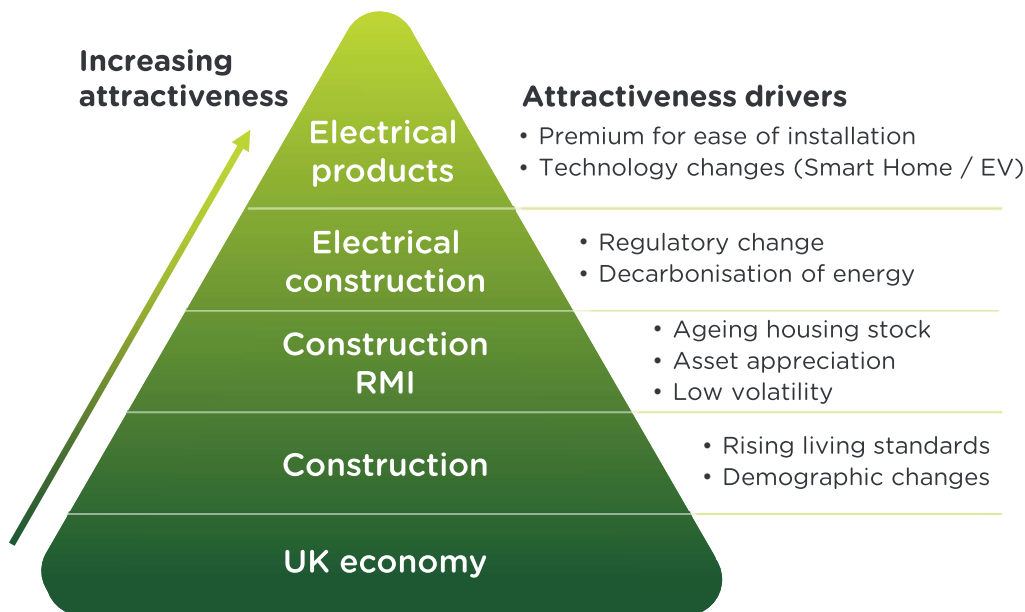 Increasing
attractiveness
Attractiveness drivers
Electrical
products
• Premium for ease of installation
• Technology changes (Smart Home / EV)
Electrical
construction
• Regulatory change
• Decarbonisation of energy
Construction
RMI
• Ageing housing stock
• Asset appreciation
• Low volatility
Construction
• Rising living standards
• Demographic changes
UK economy